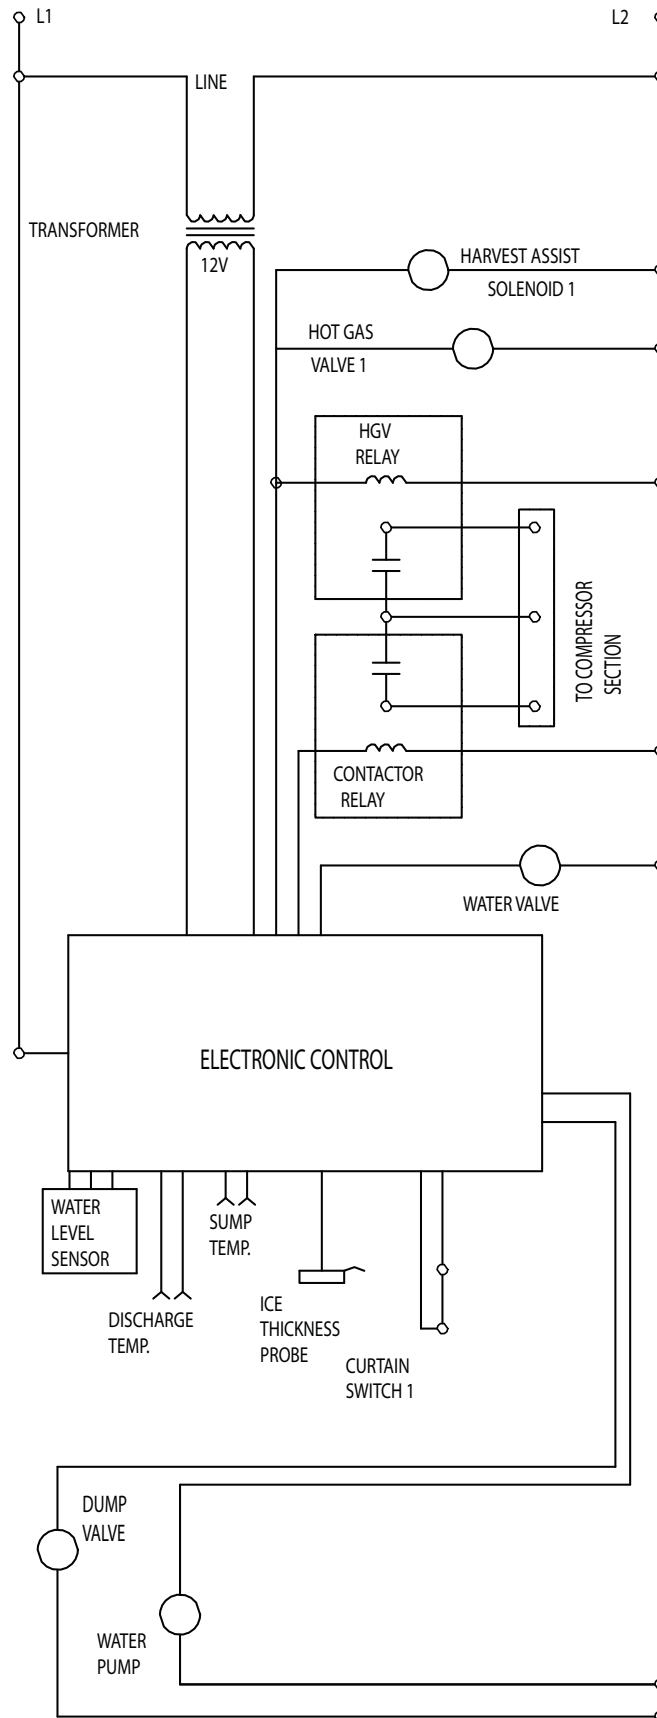 L1
L2
LINE
TRANSFORMER
12V
HARVEST ASSIST
SOLENOID 1
HOT GAS
VALVE 1
HGV
RELAY
TO COMPRESSOR
SECTION
CONTACTOR
RELAY
WATER VALVE
ELECTRONIC CONTROL
WATER
LEVEL
SENSOR
SUMP
TEMP.
DISCHARGE
TEMP.
ICE
THICKNESS
PROBE
CURTAIN
SWITCH 1
DUMP
VALVE
WATER
PUMP